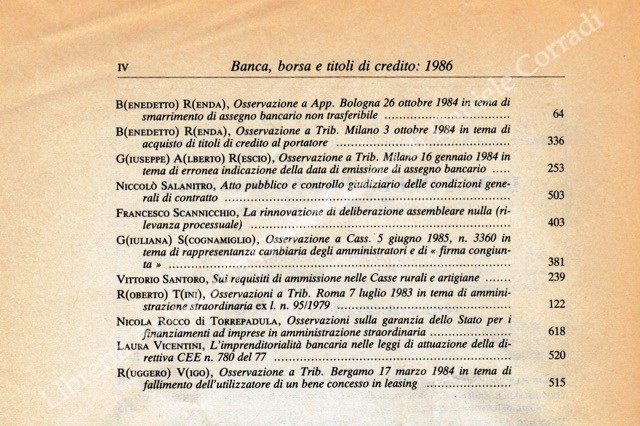 IV Banca, borsa e titoli di credito: 1986
B(ENEDETTO) R(ENDA), Osservazione a App. Bologna 26 ottobre 1984 in tema di
smarrimento di assegno bancario non trasferibile 64
B(ENEDETTO) R(ENDA), Osservazione a Trib. Milano 3 ottobre 1984 in tema di
acquisto di titoli di credito al portatore 336
G(IUSEPPE) A(LBERTO) R(ESCIO), Osservazione a Trib. Milano 16 gennaio 1984 in
tema di erronea indicazione della data di emissione di assegno bancario 253
NICCOLÒ SALANITRO, Atto pubblico e controllo giudiziario delle condizioni gene-
rali di contratto 503
FRANCESCO SCANNICCHIO, La rinnovazione di deliberazione assembleare nulla (ri-
levanza processuale) 403
G(IULIANA) S(COGNAMIGLIO), Osservazione a Cass. 5 giugno 1985, n. 3360 in
tema di rappresentanza cambiaria degli amministratori e di « firma congiun-
ta » 381
VITTORIO SANTORO, Sui requisiti di ammissione nelle Casse rurali e artigiane 239
R(OBERTO) T(INI), Osservazioni a Trib. Roma 7 luglio 1983 in tema di ammini-
strazione straordinaria ex l. n. 95/1979 122
NICOLA ROCCO DI TORREPADULA, Osservazioni sulla garanzia dello Stato per i
finanziamenti ad imprese in amministrazione straordinaria 618
LAURA VICENTINI, L'imprenditorialità bancaria nelle leggi di attuazione della di-
rettiva CEE n. 780 del 77 520
R(UGGERO) V(IGO), Osservazione a Trib. Bergamo 17 marzo 1984 in tema di
fallimento dell'utilizzatore di un bene concesso in leasing 515